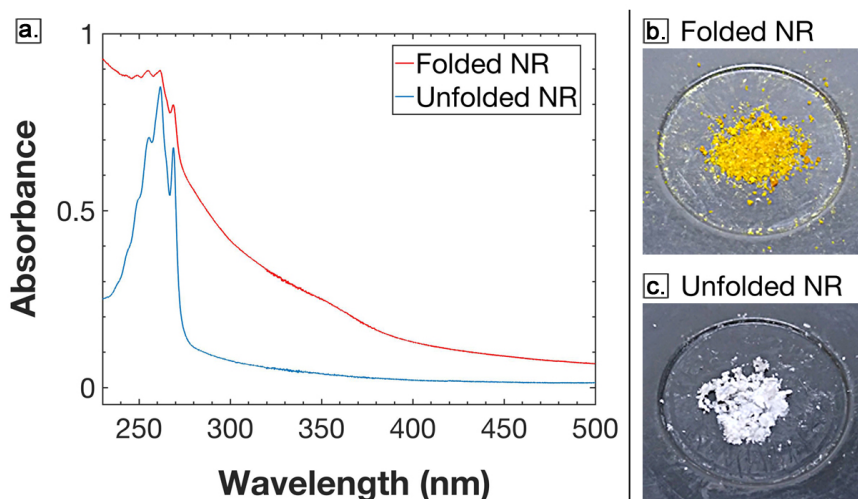 a.
1
0.5
0
Absorbance
250 300 350 400 450 500
Wavelength (nm)
Folded NR
Unfolded NR
b. Folded NR
c. Unfolded NR